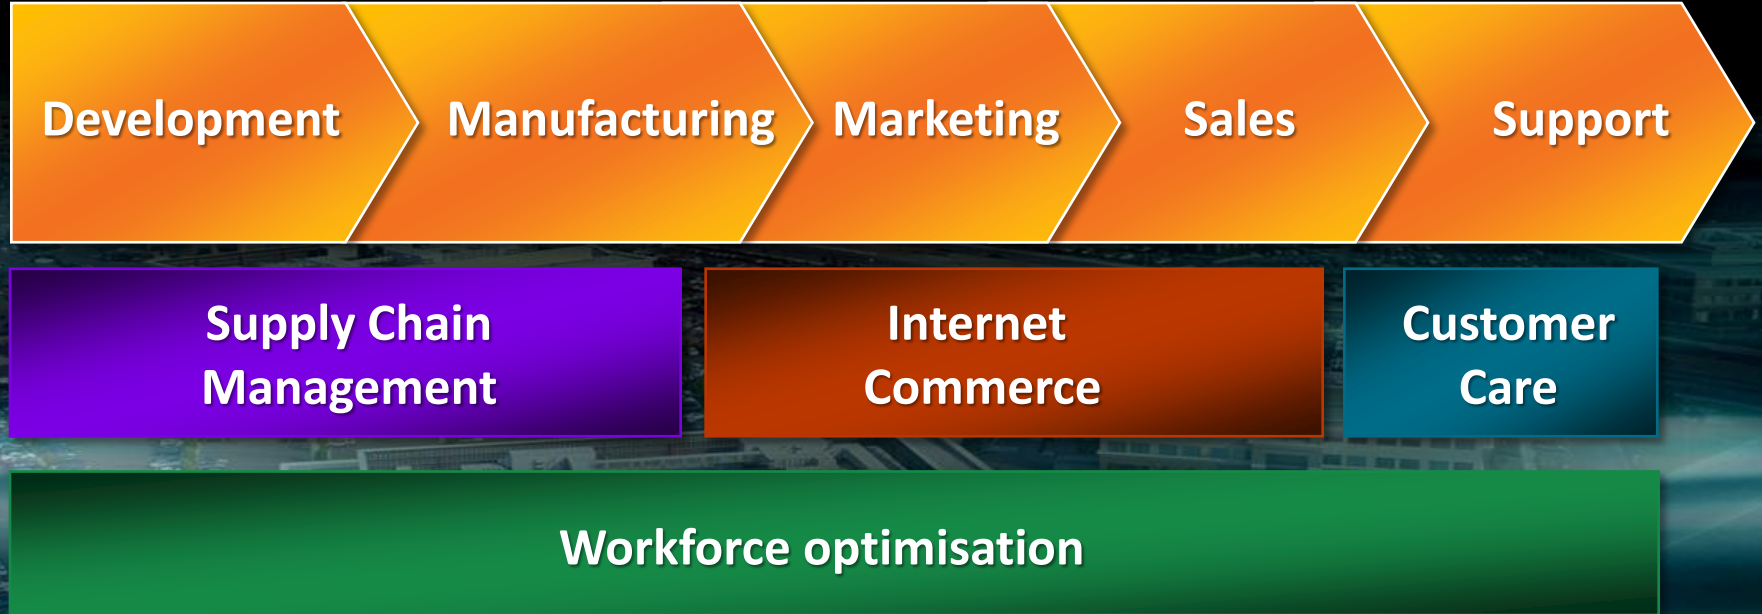 Development
Manufacturing
Marketing
Sales
Support
Supply Chain
Management
Internet
Commerce
Customer
Care
Workforce optimisation